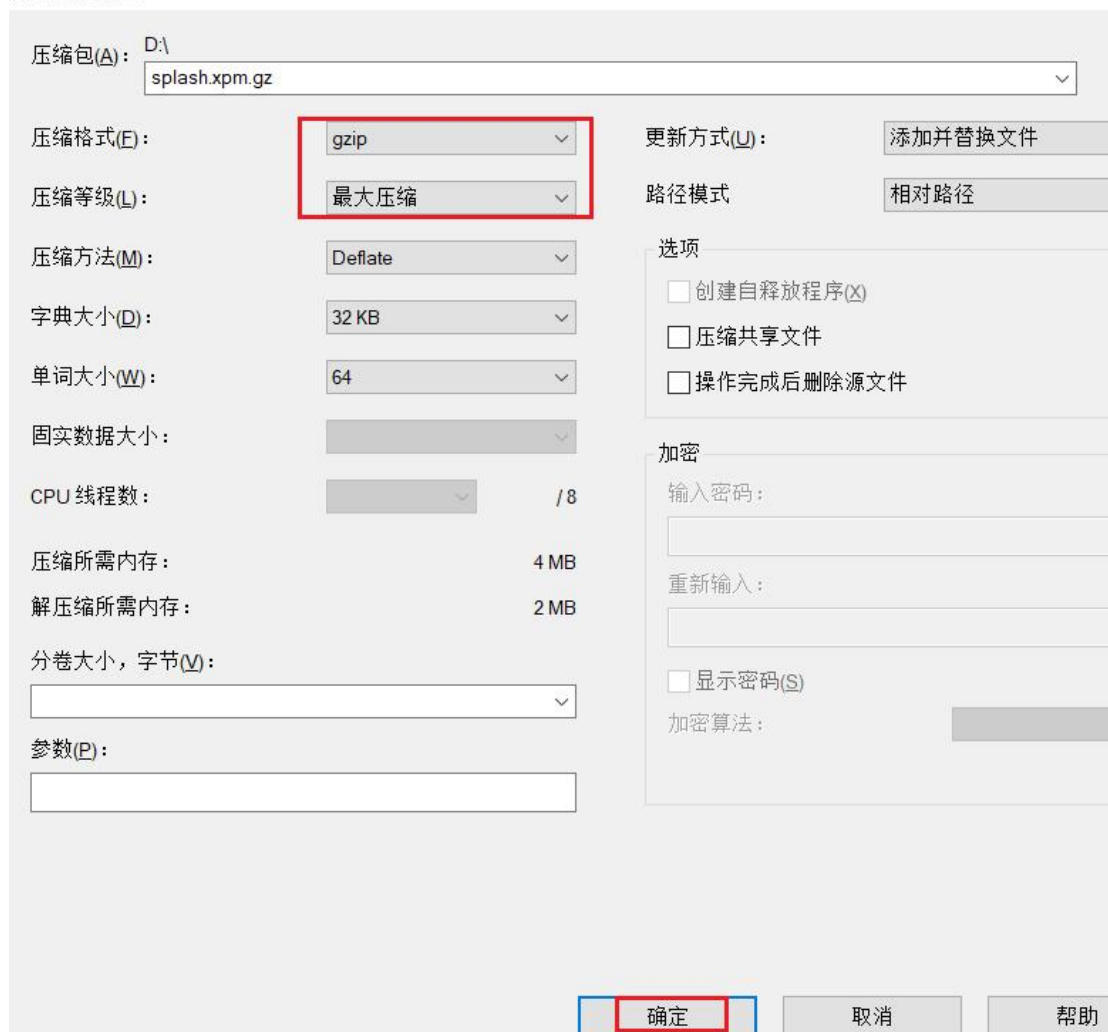 压缩包(A)： D:\
splash.xpm.gz
压缩格式(F)： gzip
压缩等级(L)： 最大压缩
压缩方法(M)： Deflate
字典大小(D)： 32 KB
单词大小(W)： 64
固实数据大小：
CPU 线程数： / 8
压缩所需内存： 4 MB
解压缩所需内存： 2 MB
分卷大小，字节(V)：
参数(P)：
更新方式(U)： 添加并替换文件
路径模式 相对路径
选项
创建自释放程序(X)
压缩共享文件
操作完成后删除源文件
加密
输入密码：
重新输入：
显示密码(S)
加密算法：
确定 取消 帮助